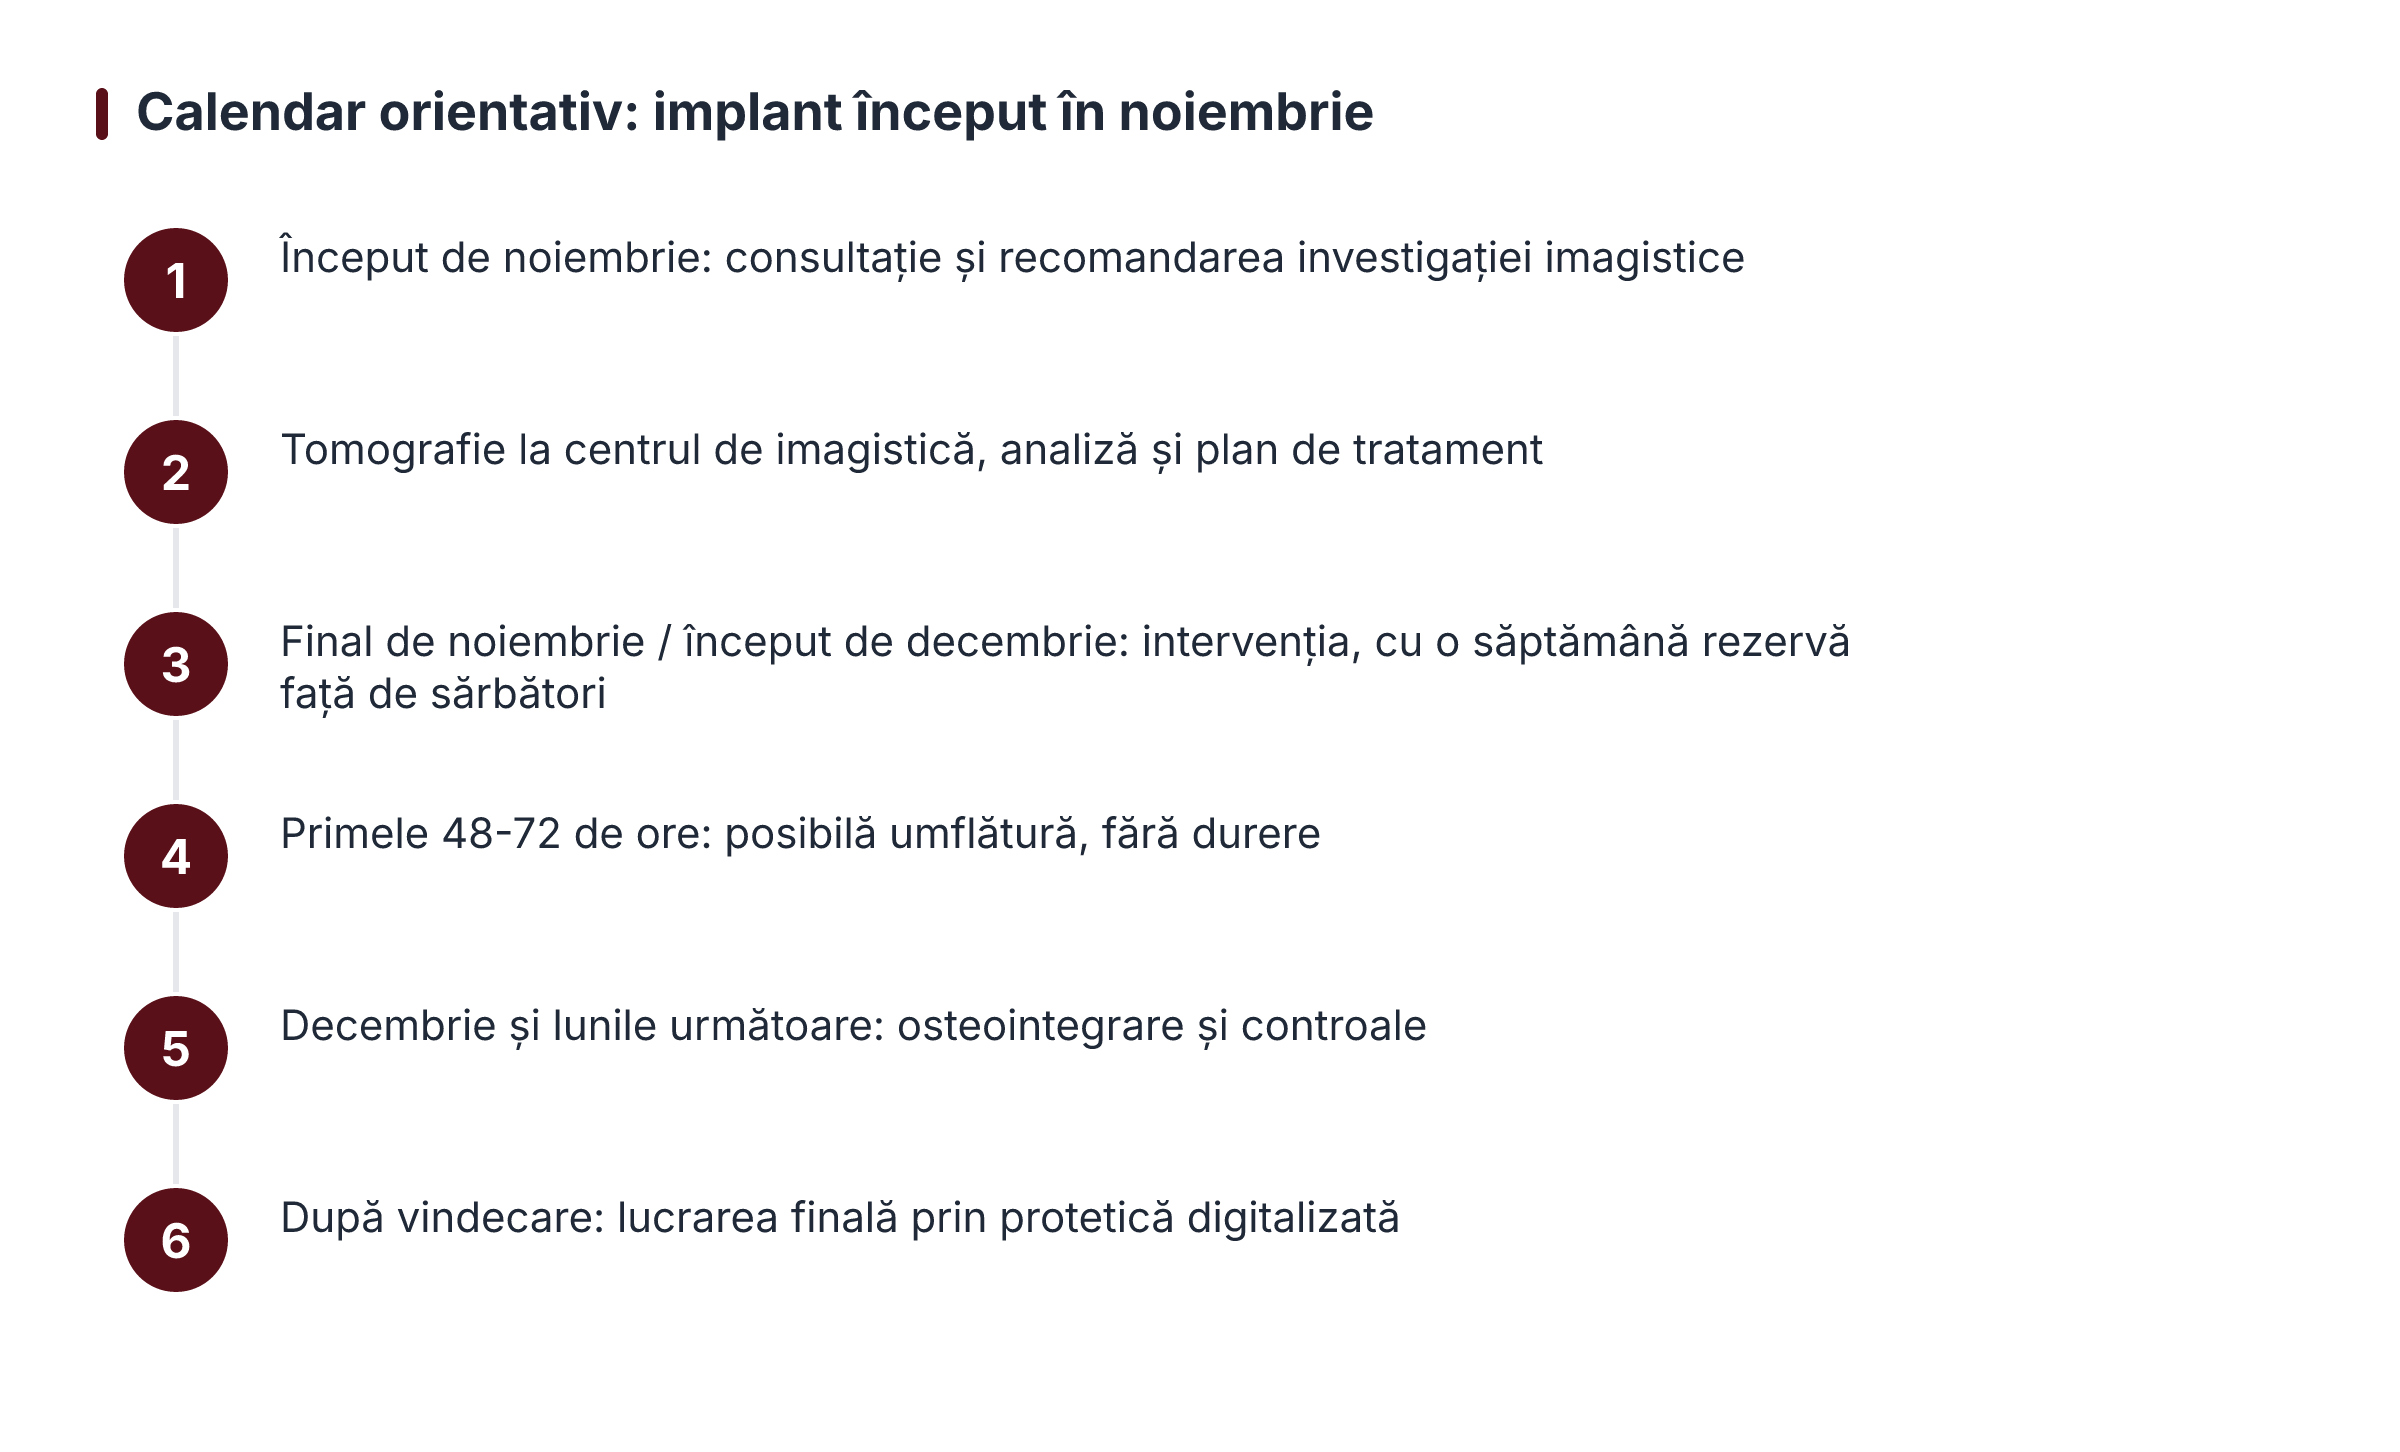 Calendar orientativ: implant început în noiembrie
1
Început de noiembrie: consultație și recomandarea investigației imagistice
2
Tomografie la centrul de imagistică, analiză și plan de tratament
3
Final de noiembrie / început de decembrie: intervenția, cu o săptămână rezervă
față de sărbători
4
Primele 48-72 de ore: posibilă umflătură, fără durere
5
Decembrie și lunile următoare: osteointegrare și controale
6
După vindecare: lucrarea finală prin protetică digitalizată